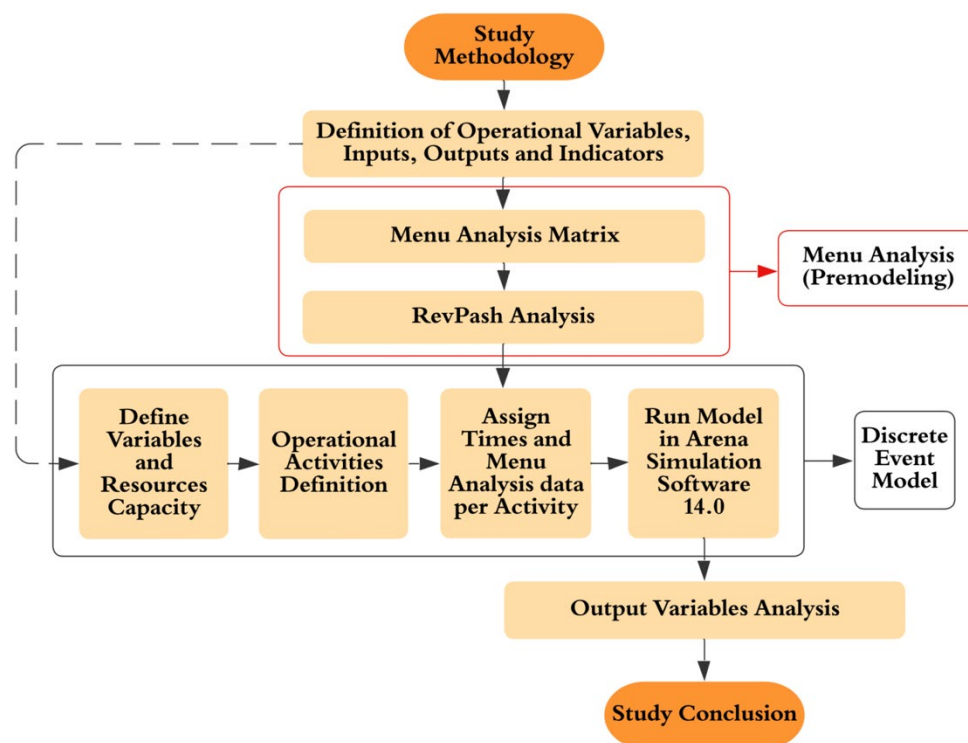 Study
Methodology
Definition of Operational Variables,
Inputs, Outputs and Indicators
Menu Analysis Matrix
RevPash Analysis
Menu Analysis
(Premodeling)
Define
Variables
and
Resources
Capacity
Operational
Activities
Definition
Assign
Times and
Menu
Analysis data
per Activity
Run Model
in Arena
Simulation
Software
14.0
Discrete
Event
Model
Output Variables Analysis
Study Conclusion